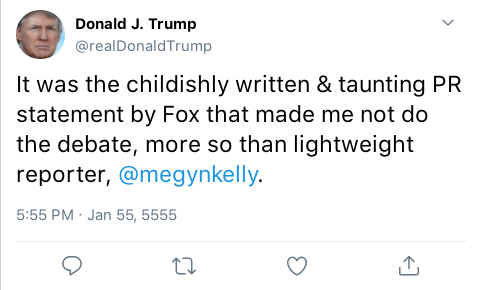 Donald J. Trump
@realDonaldTrump
It was the childishly written & taunting PR
statement by Fox that made me not do
the debate, more so than lightweight
reporter, @megynkelly.
5:55 PM · Jan 55, 5555